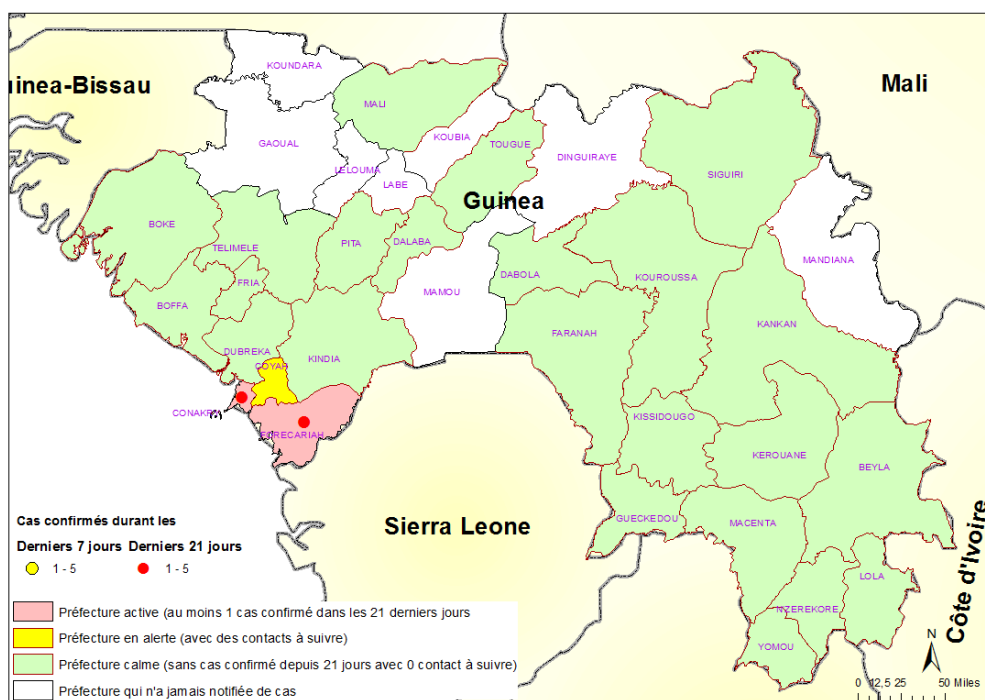 KOUNDARA
uinea-Bissau
Mali
MALI
GAOUAL
KOUBIA
TOUGUE
DINGUIRAYE
LELOUMA
LABE
SIGUIRI
Guinea
BOKE
TELIMELE
PITA
DALABA
MANDIANA
DABOLA
KOUROUSSA
FRIA
MAMOU
BOFFA
KANKAN
FARANAH
DUBREKA
KINDIA
COYAH
CONAKRY
KISSIDOUGO
FORECARIAH
KEROUANE
BEYLA
GUECKEDOU
MACENTA
Sierra Leone
Côte d'Ivoire
LOLA
NZEREKORE
YOMOU
Cas confirmés durant les
Derniers 7 jours Derniers 21 jours
1 - 5 1 - 5
Préfecture active (au moins 1 cas confirmé dans les 21 derniers jours
Préfecture en alerte (avec des contacts à suivre)
Préfecture calme (sans cas confirmé depuis 21 jours avec 0 contact à suivre)
Préfecture qui n'a jamais notifiée de cas
N
0 12,5 25 50 Miles